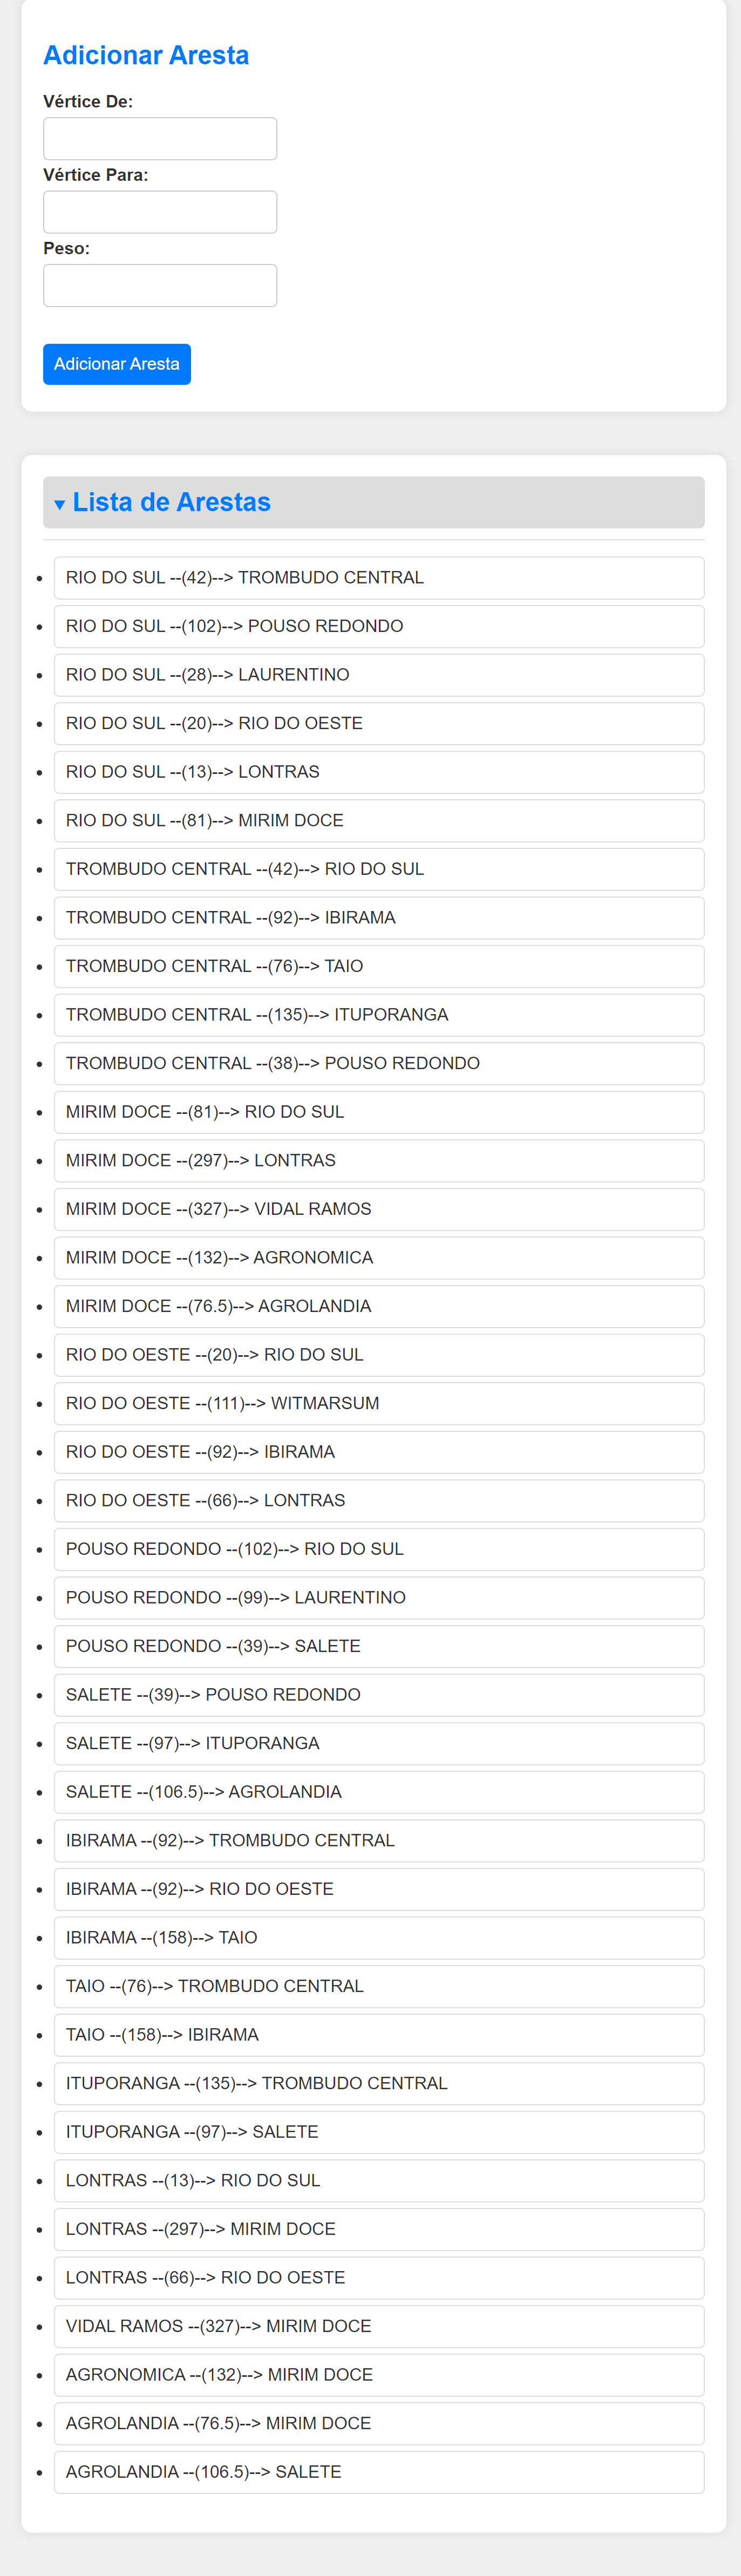 Adicionar Aresta
Vértice De:
Vértice Para:
Peso:
Adicionar Aresta
Lista de Arestas
RIO DO SUL --(42)--> TROMBUDO CENTRAL
RIO DO SUL --(102)--> POUSO REDONDO
RIO DO SUL --(28)--> LAURENTINO
RIO DO SUL --(20)--> RIO DO OESTE
RIO DO SUL --(13)--> LONTRAS
RIO DO SUL --(81)--> MIRIM DOCE
TROMBUDO CENTRAL --(42)--> RIO DO SUL
TROMBUDO CENTRAL --(92)--> IBIRAMA
TROMBUDO CENTRAL --(76)--> TAIO
TROMBUDO CENTRAL --(135)--> ITUPORANGA
TROMBUDO CENTRAL --(38)--> POUSO REDONDO
MIRIM DOCE --(81)--> RIO DO SUL
MIRIM DOCE --(297)--> LONTRAS
MIRIM DOCE --(327)--> VIDAL RAMOS
MIRIM DOCE --(132)--> AGRONOMICA
MIRIM DOCE --(76.5)--> AGROLANDIA
RIO DO OESTE --(20)--> RIO DO SUL
RIO DO OESTE --(111)--> WITMARSUM
RIO DO OESTE --(92)--> IBIRAMA
RIO DO OESTE --(66)--> LONTRAS
POUSO REDONDO --(102)--> RIO DO SUL
POUSO REDONDO --(99)--> LAURENTINO
POUSO REDONDO --(39)--> SALETE
SALETE --(39)--> POUSO REDONDO
SALETE --(97)--> ITUPORANGA
SALETE --(106.5)--> AGROLANDIA
IBIRAMA --(92)--> TROMBUDO CENTRAL
IBIRAMA --(92)--> RIO DO OESTE
IBIRAMA --(158)--> TAIO
TAIO --(76)--> TROMBUDO CENTRAL
TAIO --(158)--> IBIRAMA
ITUPORANGA --(135)--> TROMBUDO CENTRAL
ITUPORANGA --(97)--> SALETE
LONTRAS --(13)--> RIO DO SUL
LONTRAS --(297)--> MIRIM DOCE
LONTRAS --(66)--> RIO DO OESTE
VIDAL RAMOS --(327)--> MIRIM DOCE
AGRONOMICA --(132)--> MIRIM DOCE
AGROLANDIA --(76.5)--> MIRIM DOCE
AGROLANDIA --(106.5)--> SALETE